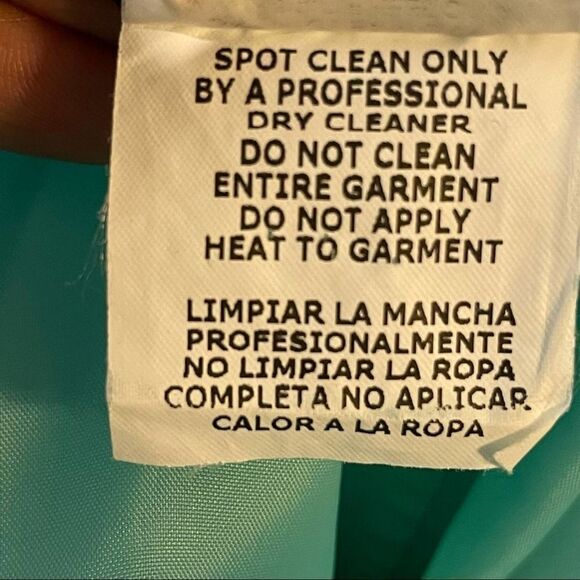 SPOT CLEAN ONLY
BY A PROFESSIONAL
DRY CLEANER
DO NOT CLEAN
ENTIRE GARMENT
DO NOT APPLY
HEAT TO GARMENT
LIMPIAR LA MANCHA
PROFESIONALMENTE
NO LIMPIAR LA ROPA
COMPLETA NO APLICAR
CALOR A LA ROPA